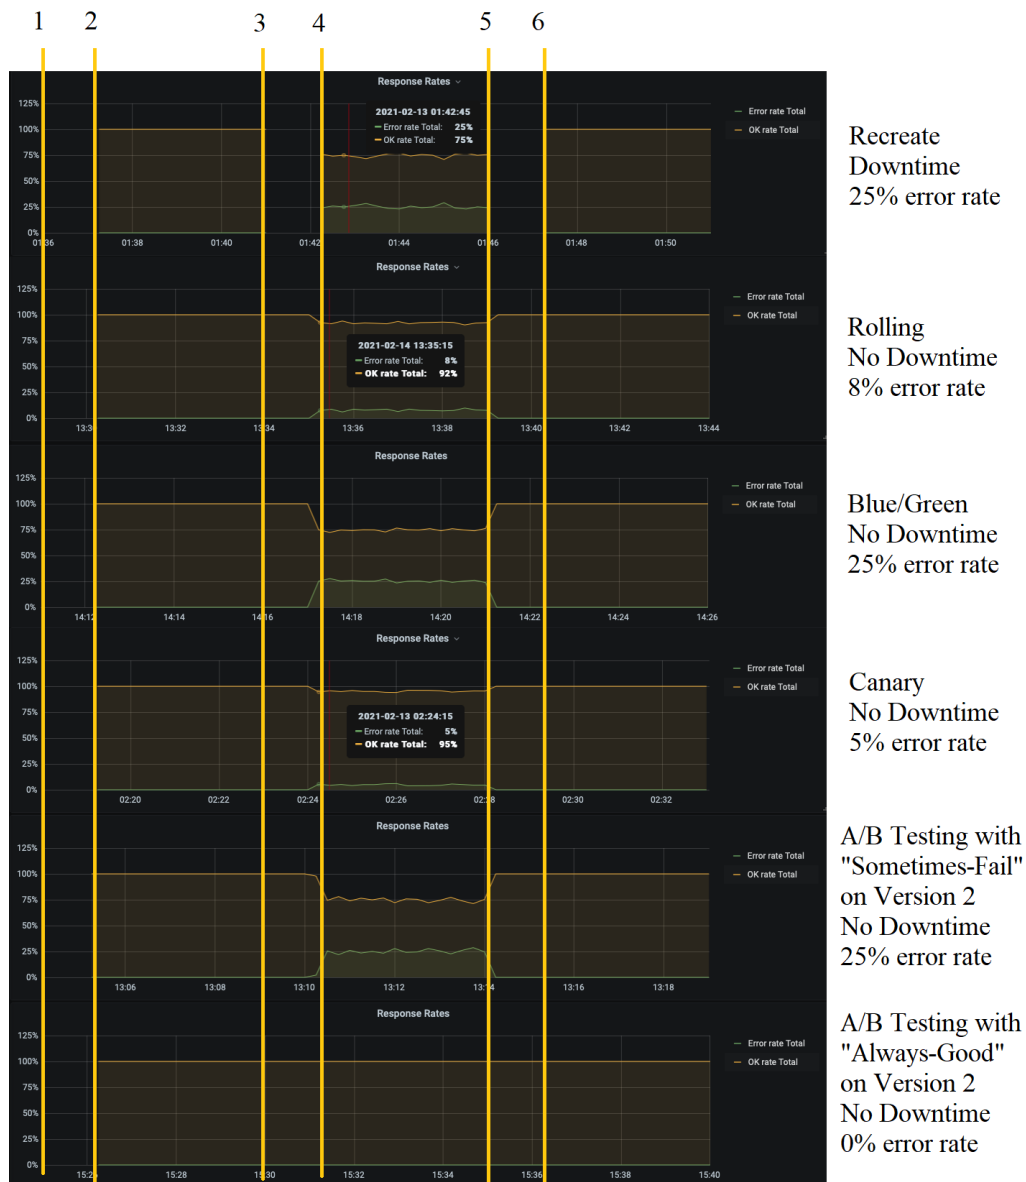 1 2 3 4 5 6
Response Rates
125%
100%
75%
50%
25%
0%
2021-02-13 01:42:45
Error rate Total: 25%
OK rate Total: 75%
Error rate Total
OK rate Total
01:36 01:38 01:40 01:42 01:44 01:46 01:48 01:50
Recreate
Downtime
25% error rate
Response Rates
125%
100%
75%
50%
25%
0%
2021-02-14 13:35:15
Error rate Total: 8%
OK rate Total: 92%
Error rate Total
OK rate Total
13:32 13:34 13:36 13:38 13:40 13:42 13:44
Rolling
No Downtime
8% error rate
Response Rates
125%
100%
75%
50%
25%
0%
Error rate Total
OK rate Total
14:12 14:14 14:16 14:18 14:20 14:22 14:24 14:26
Blue/Green
No Downtime
25% error rate
Response Rates
125%
100%
75%
50%
25%
0%
2021-02-13 02:24:15
Error rate Total: 5%
OK rate Total: 95%
Error rate Total
OK rate Total
02:20 02:22 02:24 02:26 02:28 02:30 02:32
Canary
No Downtime
5% error rate
Response Rates
125%
100%
75%
50%
25%
0%
Error rate Total
OK rate Total
13:06 13:08 13:10 13:12 13:14 13:16 13:18
A/B Testing with
"Sometimes-Fail"
on Version 2
No Downtime
25% error rate
Response Rates
125%
100%
75%
50%
25%
0%
Error rate Total
OK rate Total
15:28 15:30 15:32 15:34 15:36 15:38 15:40
A/B Testing with
"Always-Good"
on Version 2
No Downtime
0% error rate